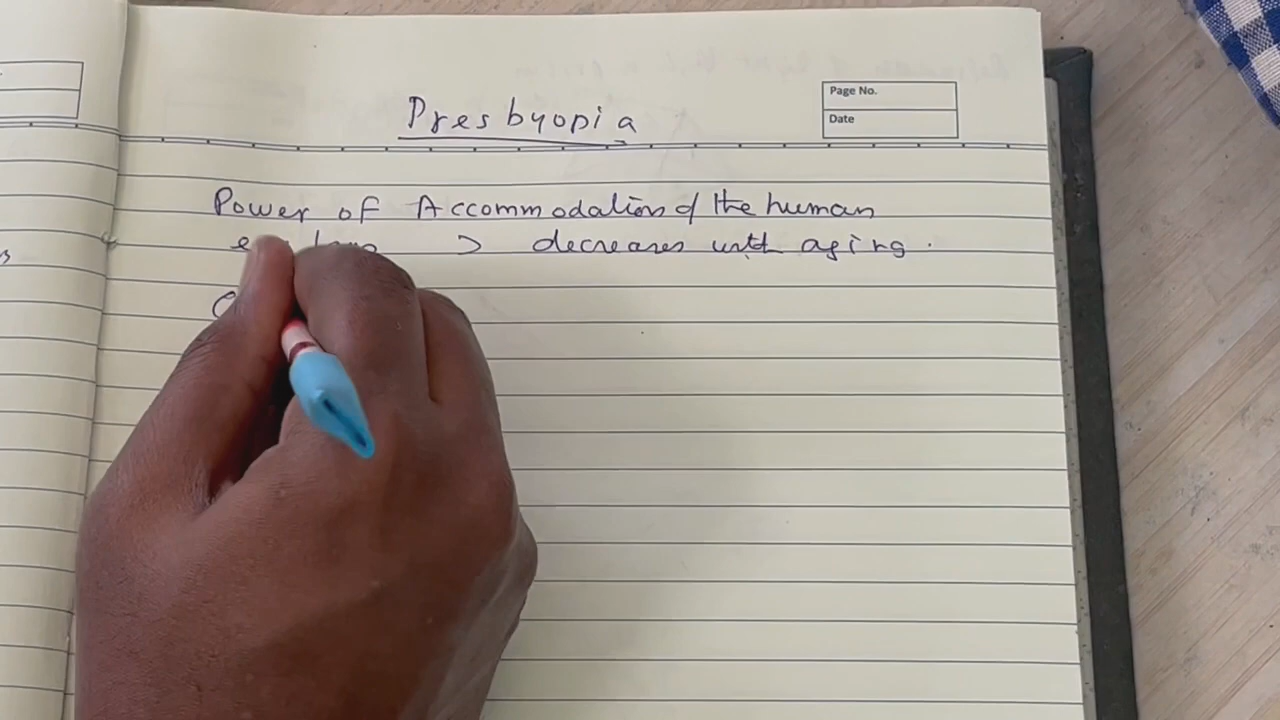 Presbyopia
Page No.
Date
Power of Accommodation of the human
> decreases with aging.